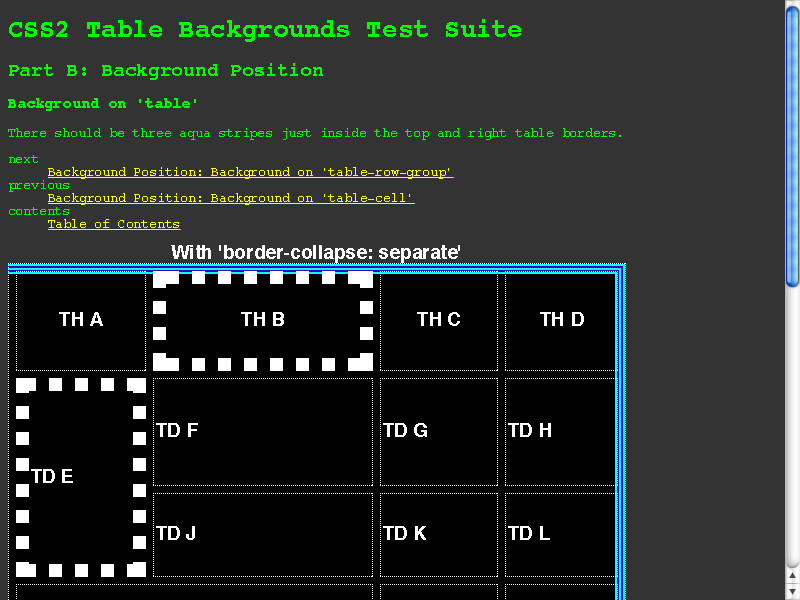 CSS2 Table Backgrounds Test Suite
Part B: Background Position
Background on 'table'
There should be three aqua stripes just inside the top and right table borders.
next
Background Position: Background on 'table-row-group'
previous
Background Position: Background on 'table-cell'
contents
Table of Contents
With 'border-collapse: separate'
TH A TH B TH C TH D
TD F TD G TD H
TD E
TD J TD K TD L